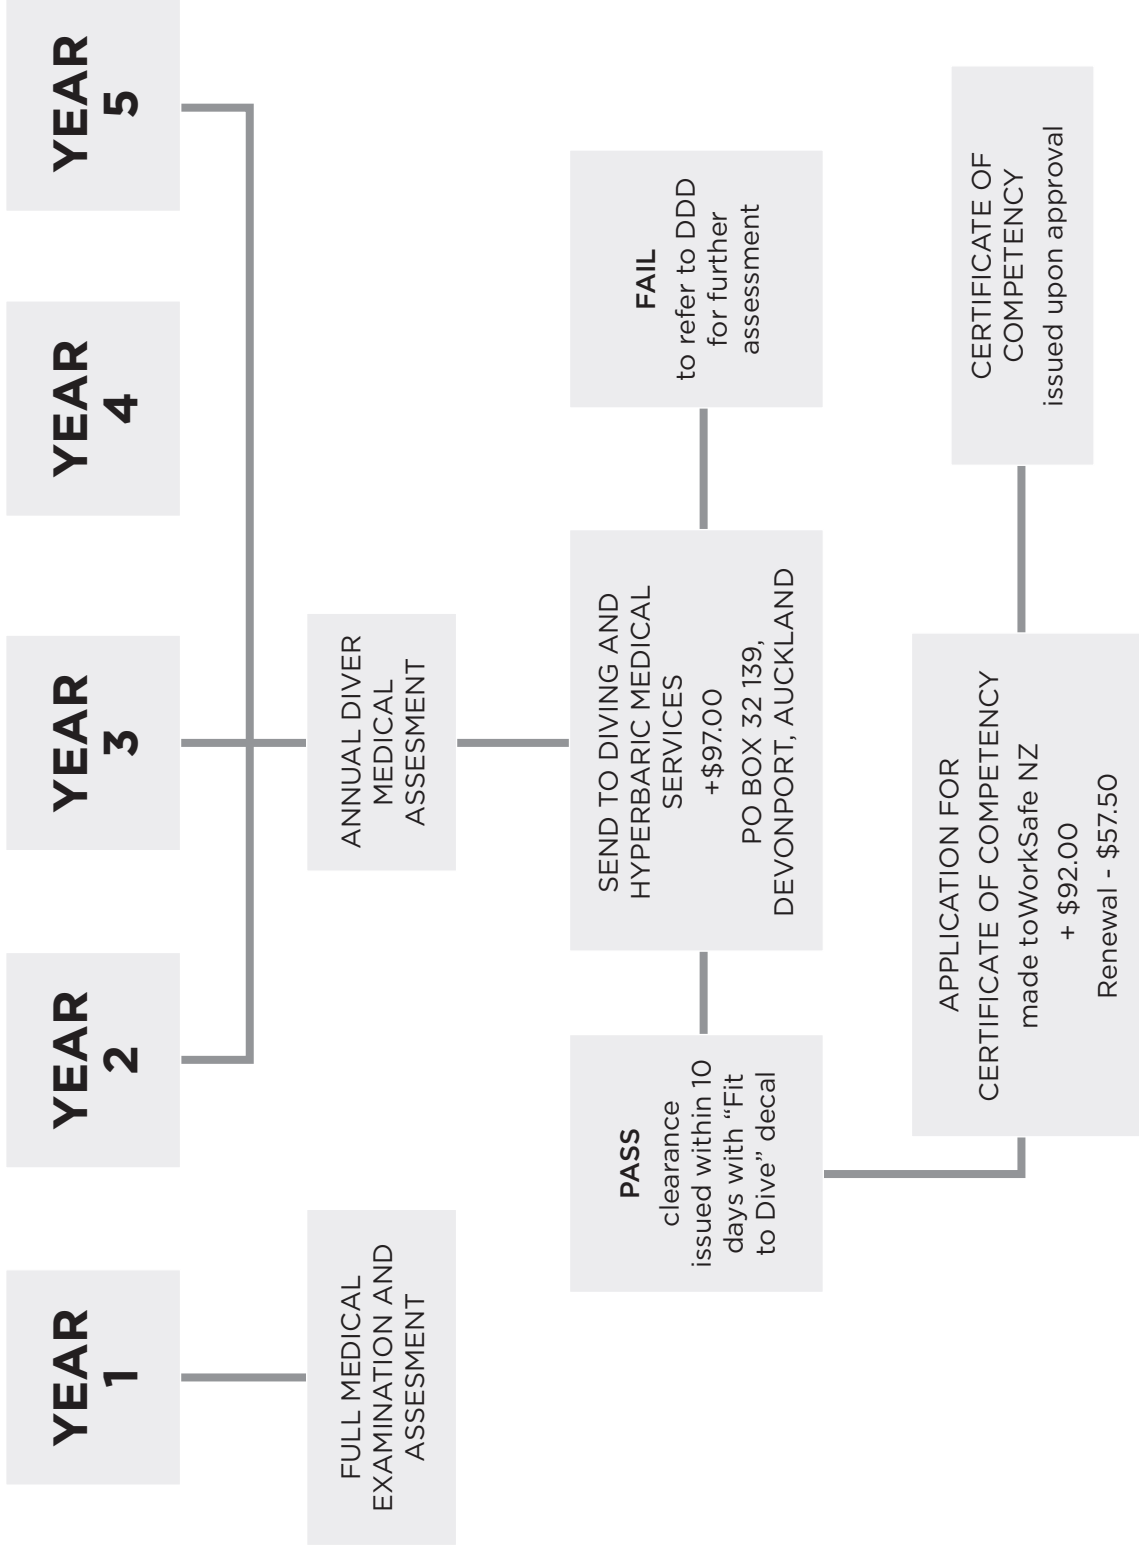 YEAR
1
YEAR
2
YEAR
3
YEAR
4
YEAR
5
FULL MEDICAL
EXAMINATION AND
ASSESMENT
ANNUAL DIVER
MEDICAL
ASSESMENT
PASS
clearance
issued within 10
days with “Fit
to Dive” decal
SEND TO DIVING AND
HYPERBARIC MEDICAL
SERVICES
+$97.00
PO BOX 32 139,
DEVONPORT, AUCKLAND
FAIL
to refer to DDD
for further
assessment
APPLICATION FOR
CERTIFICATE OF COMPETENCY
made toWorkSafe NZ
+ $92.00
Renewal - $57.50
CERTIFICATE OF
COMPETENCY
issued upon approval